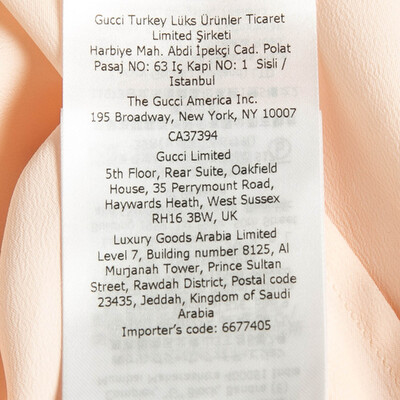 Gucci Turkey Lüks Ürünler Ticaret
Limited Şirketi
Harbiye Mah. Abdi İpekçi Cad. Polat
Pasaj NO: 63 İç Kapi NO: 1 Sisli /
Istanbul
The Gucci America Inc.
195 Broadway, New York, NY 10007
CA37394
Gucci Limited
5th Floor, Rear Suite, Oakfield
House, 35 Perrymount Road,
Haywards Heath, West Sussex
RH16 3BW, UK
Luxury Goods Arabia Limited
Level 7, Building number 8125, Al
Murjanah Tower, Prince Sultan
Street, Rawdah District, Postal code
23435, Jeddah, Kingdom of Saudi
Arabia
Importer's code: 6677405